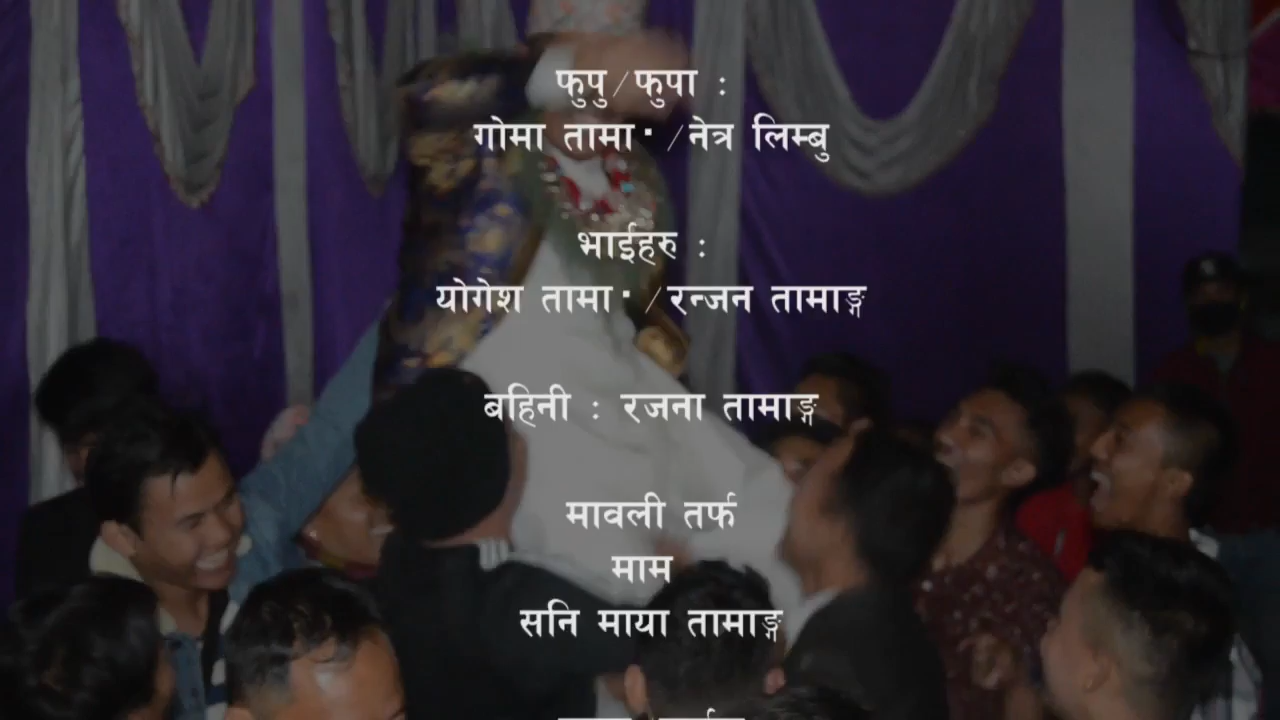 फुपु/फुपा :
गोमा तामा· /नेत्र लिम्बु
भाईहरु :
योगेश तामा· /रन्जन तामाङ्ग
बहिनी : रजना तामाङ्ग
मावली तर्फ
माम
सनि माया तामाङ्ग